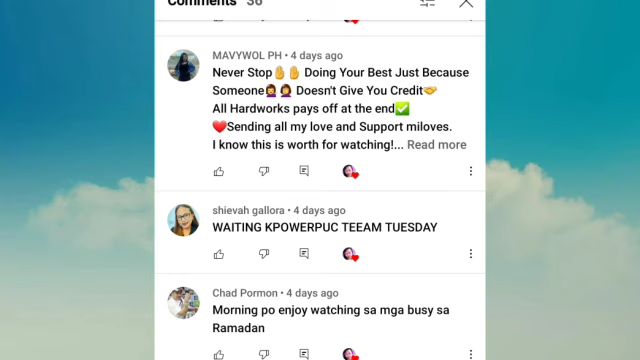 Comments 36
MAVYWOL PH • 4 days ago
Never Stop✋✋ Doing Your Best Just Because
Someone🙍‍♀️🙎‍♀️ Doesn't Give You Credit🤝
All Hardworks pays off at the end✅
❤️Sending all my love and Support miloves.
I know this is worth for watching!... Read more
shievah gallora • 4 days ago
WAITING KPOWERPUC TEEAM TUESDAY
Chad Pormon • 4 days ago
Morning po enjoy watching sa mga busy sa
Ramadan